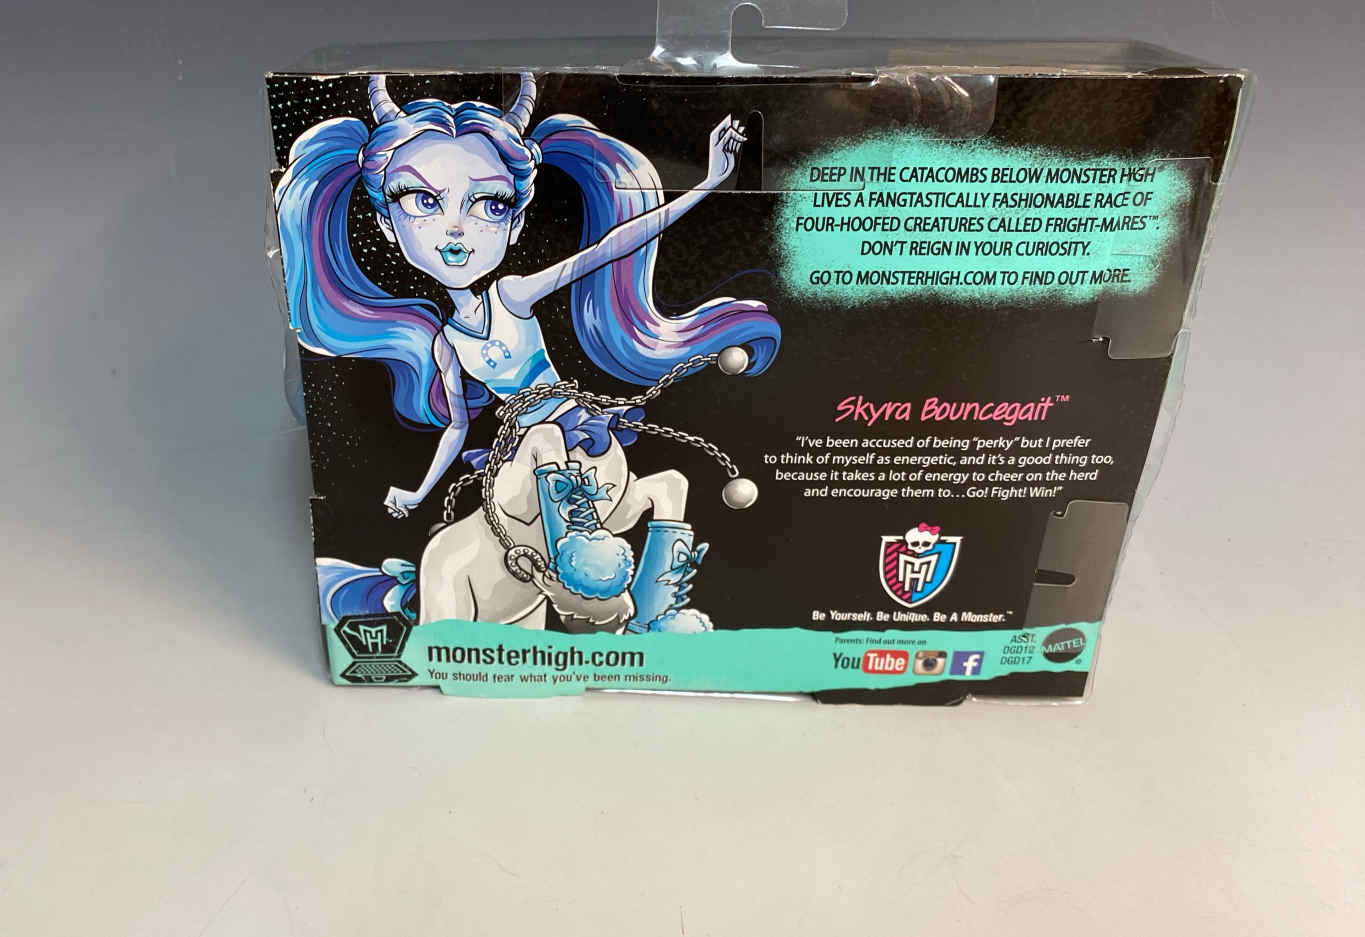 DEEP IN THE CATACOMBS BELOW MONSTER HIGH
LIVES A FANGTASTICALLY FASHIONABLE RACE OF
FOUR-HOOFED CREATURES CALLED FRIGHT-MARES™.
DON'T REIGN IN YOUR CURIOSITY.
GO TO MONSTERHIGH.COM TO FIND OUT MORE.
Skyra Bouncegait™
"I've been accused of being "perky" but I prefer
to think of myself as energetic, and it's a good thing too,
because it takes a lot of energy to cheer on the herd
and encourage them to...Go! Fight! Win!"
MH
Be Yourself. Be Unique. Be A Monster.™
MH
monsterhigh.com
You should fear what you've been missing.
Parents: Find out more on
YouTube
f
ASST.
DGD12
DGD17
MATTEL
®